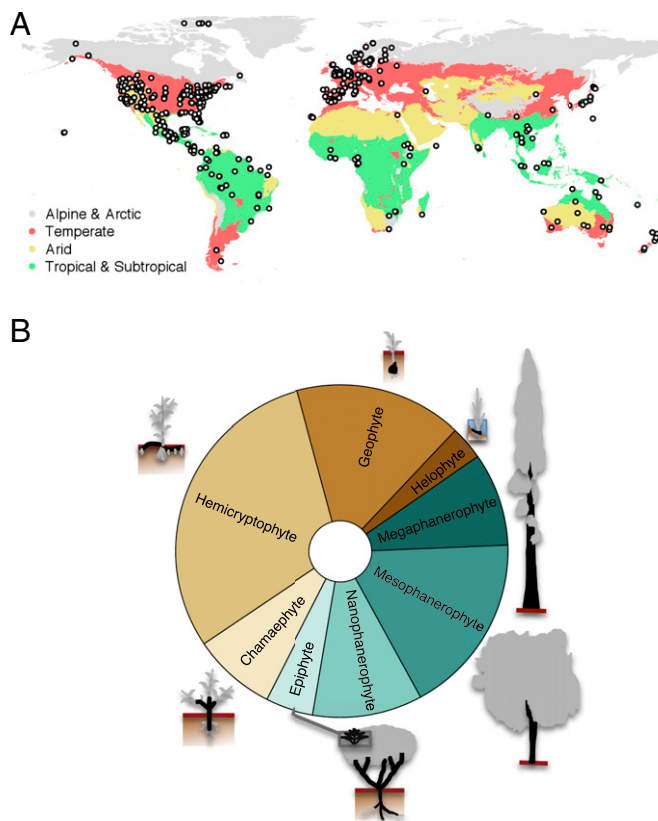 A
Alpine & Arctic
Temperate
Arid
Tropical & Subtropical
B
Geophyte
Helophyte
Hemicryptophyte
Megaphanerophyte
Mesophanerophyte
Chamaephyte
Epiphyte
Nanophanerophyte